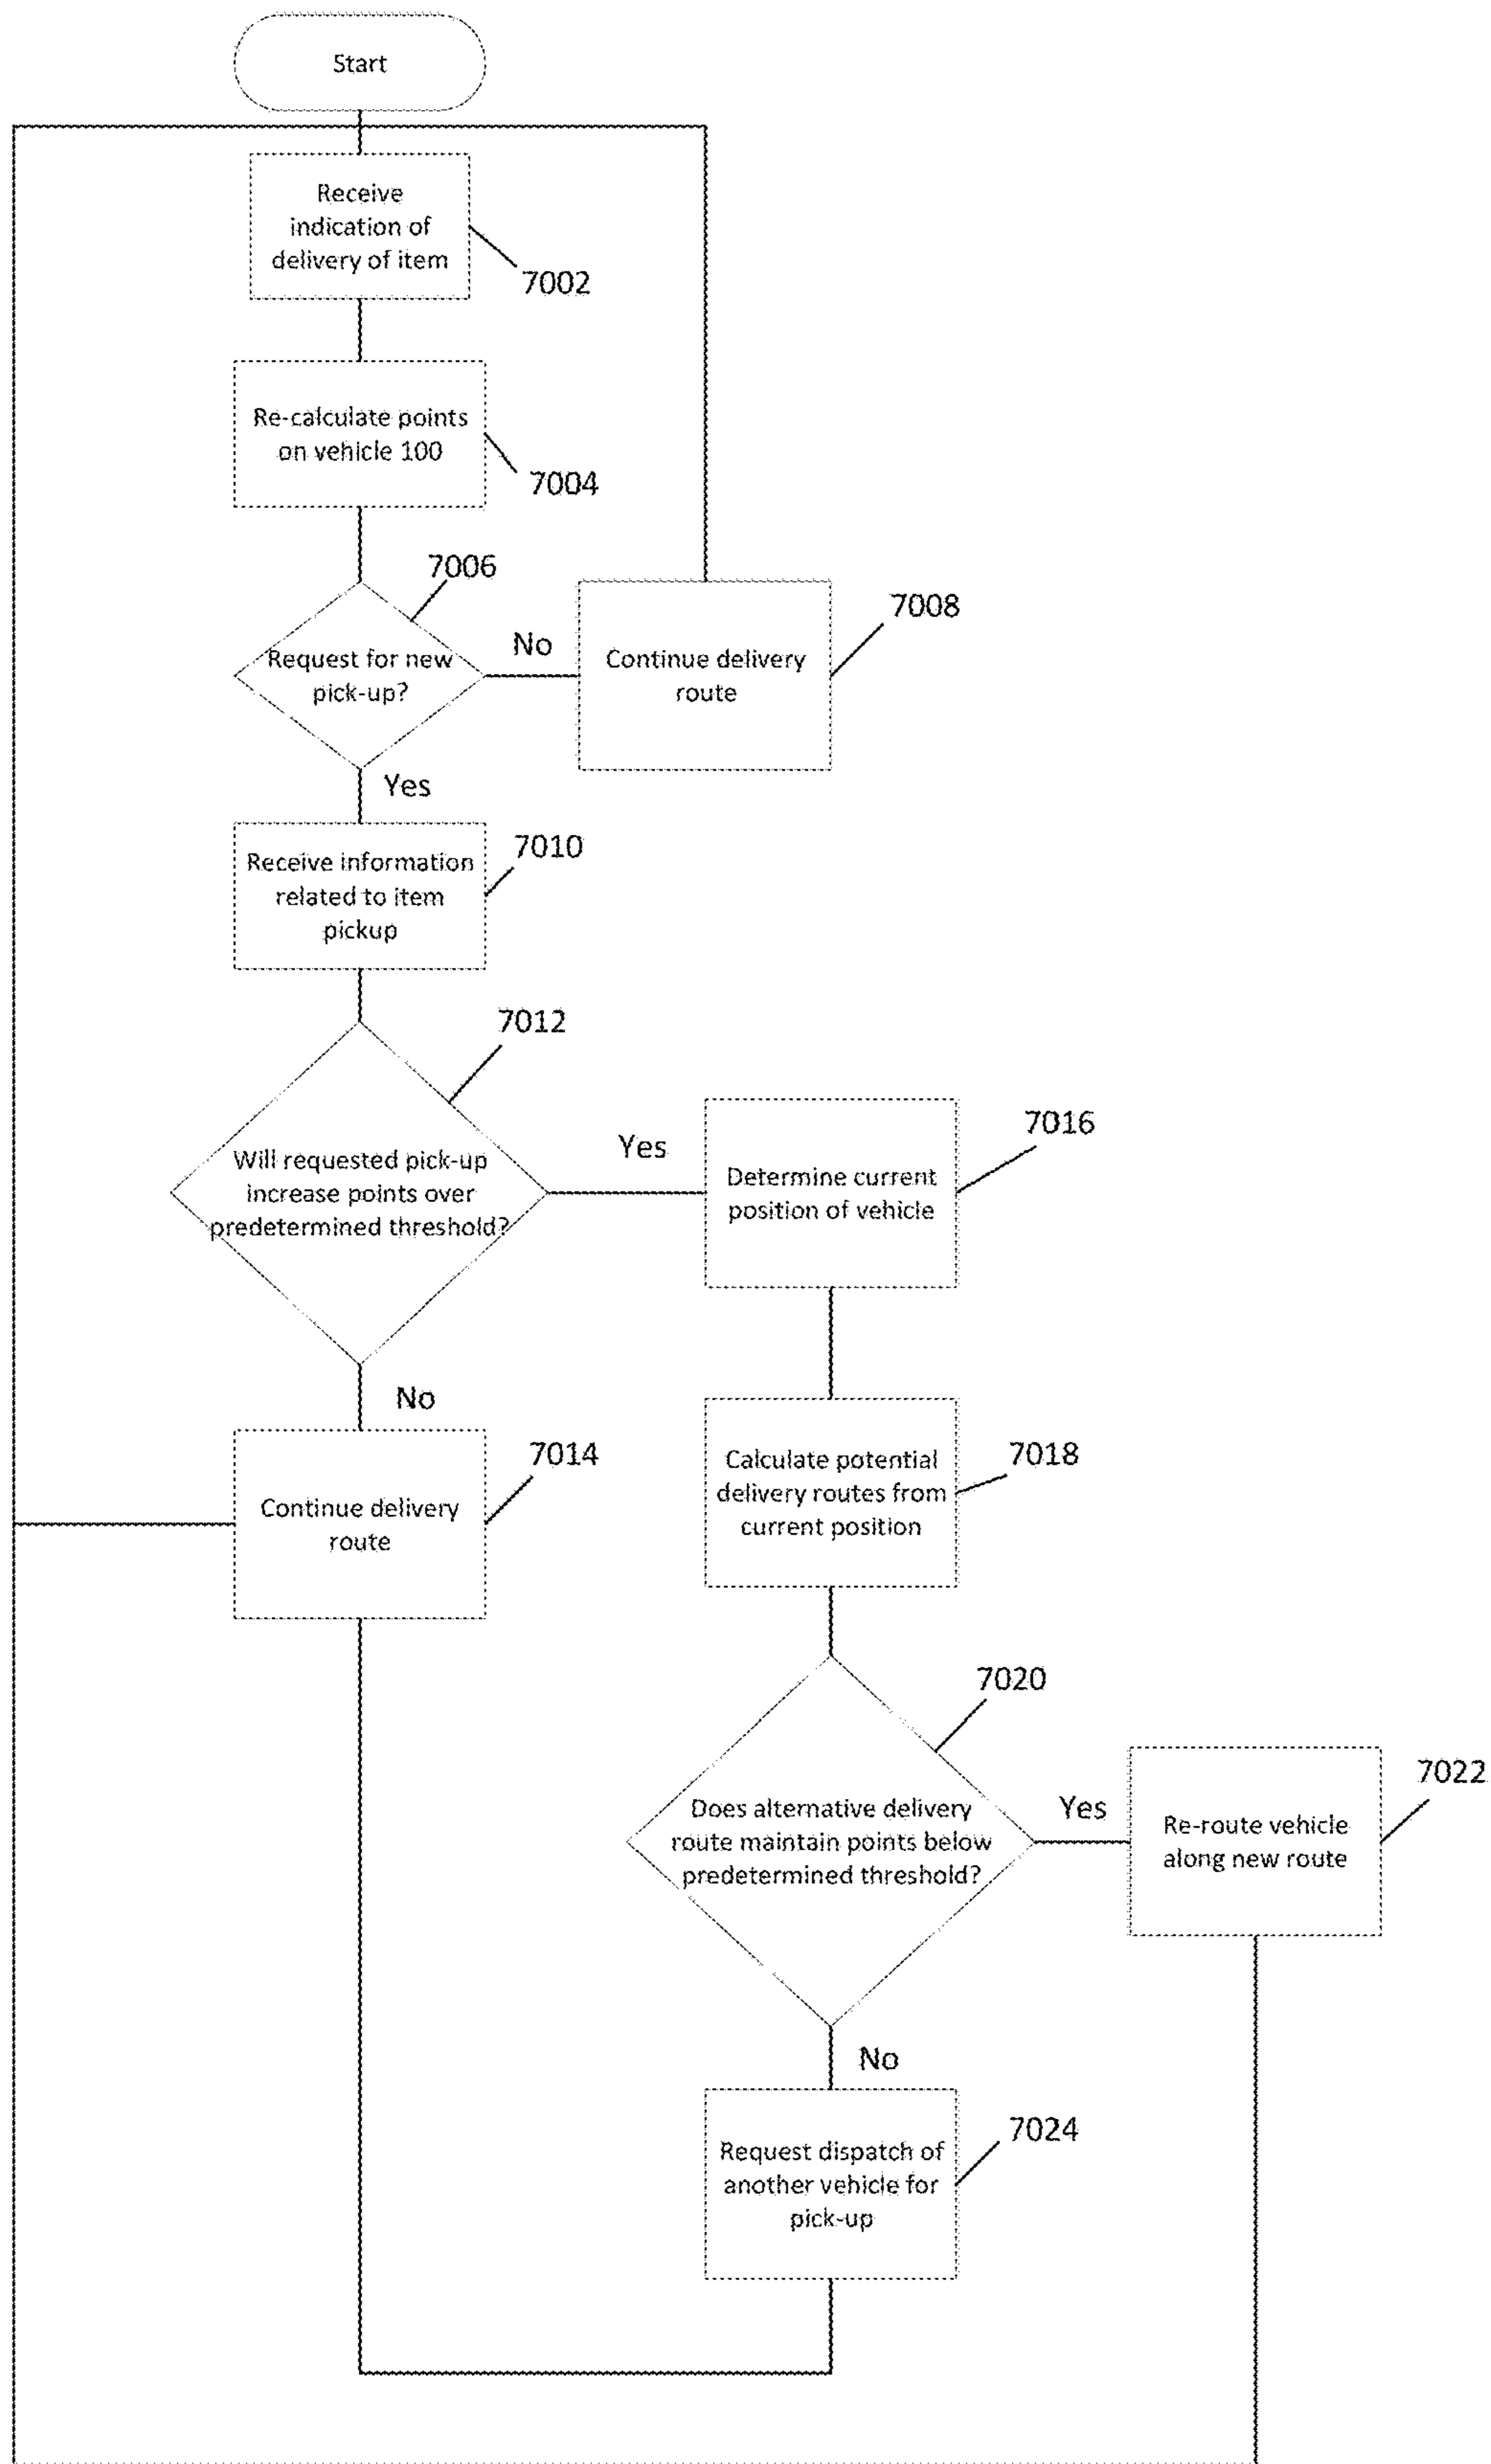 Start
Receive
indication of
delivery of item
7002
Re-calculate points
on vehicle 100
7004
7006
Request for new
pick-up?
No
Continue delivery
route
7008
Yes
Receive information
related to item
pickup
7010
7012
Will requested pick-up
increase points over
predetermined threshold?
Yes
Determine current
position of vehicle
7016
No
Continue delivery
route
7014
Calculate potential
delivery routes from
current position
7018
7020
Does alternative delivery
route maintain points below
predetermined threshold?
Yes
Re-route vehicle
along new route
7022
No
Request dispatch of
another vehicle for
pick-up
7024